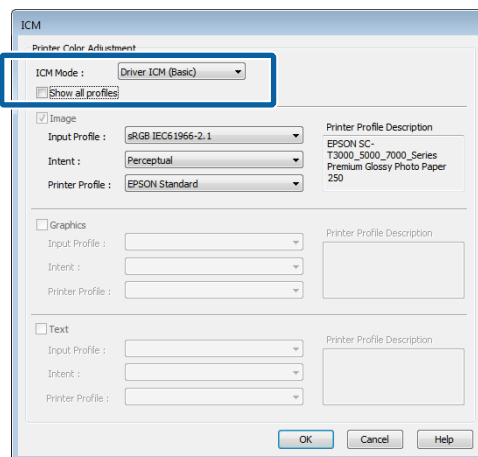 ICM
Printer Color Adjustment
ICM Mode : Driver ICM (Basic)
Show all profiles
Image
Input Profile : sRGB IEC61966-2.1
Intent : Perceptual
Printer Profile : EPSON Standard
Printer Profile Description
EPSON SC-
T3000_5000_7000_Series
Premium Glossy Photo Paper
250
Graphics
Input Profile :
Intent :
Printer Profile :
Printer Profile Description
Text
Input Profile :
Intent :
Printer Profile :
Printer Profile Description
OK Cancel Help